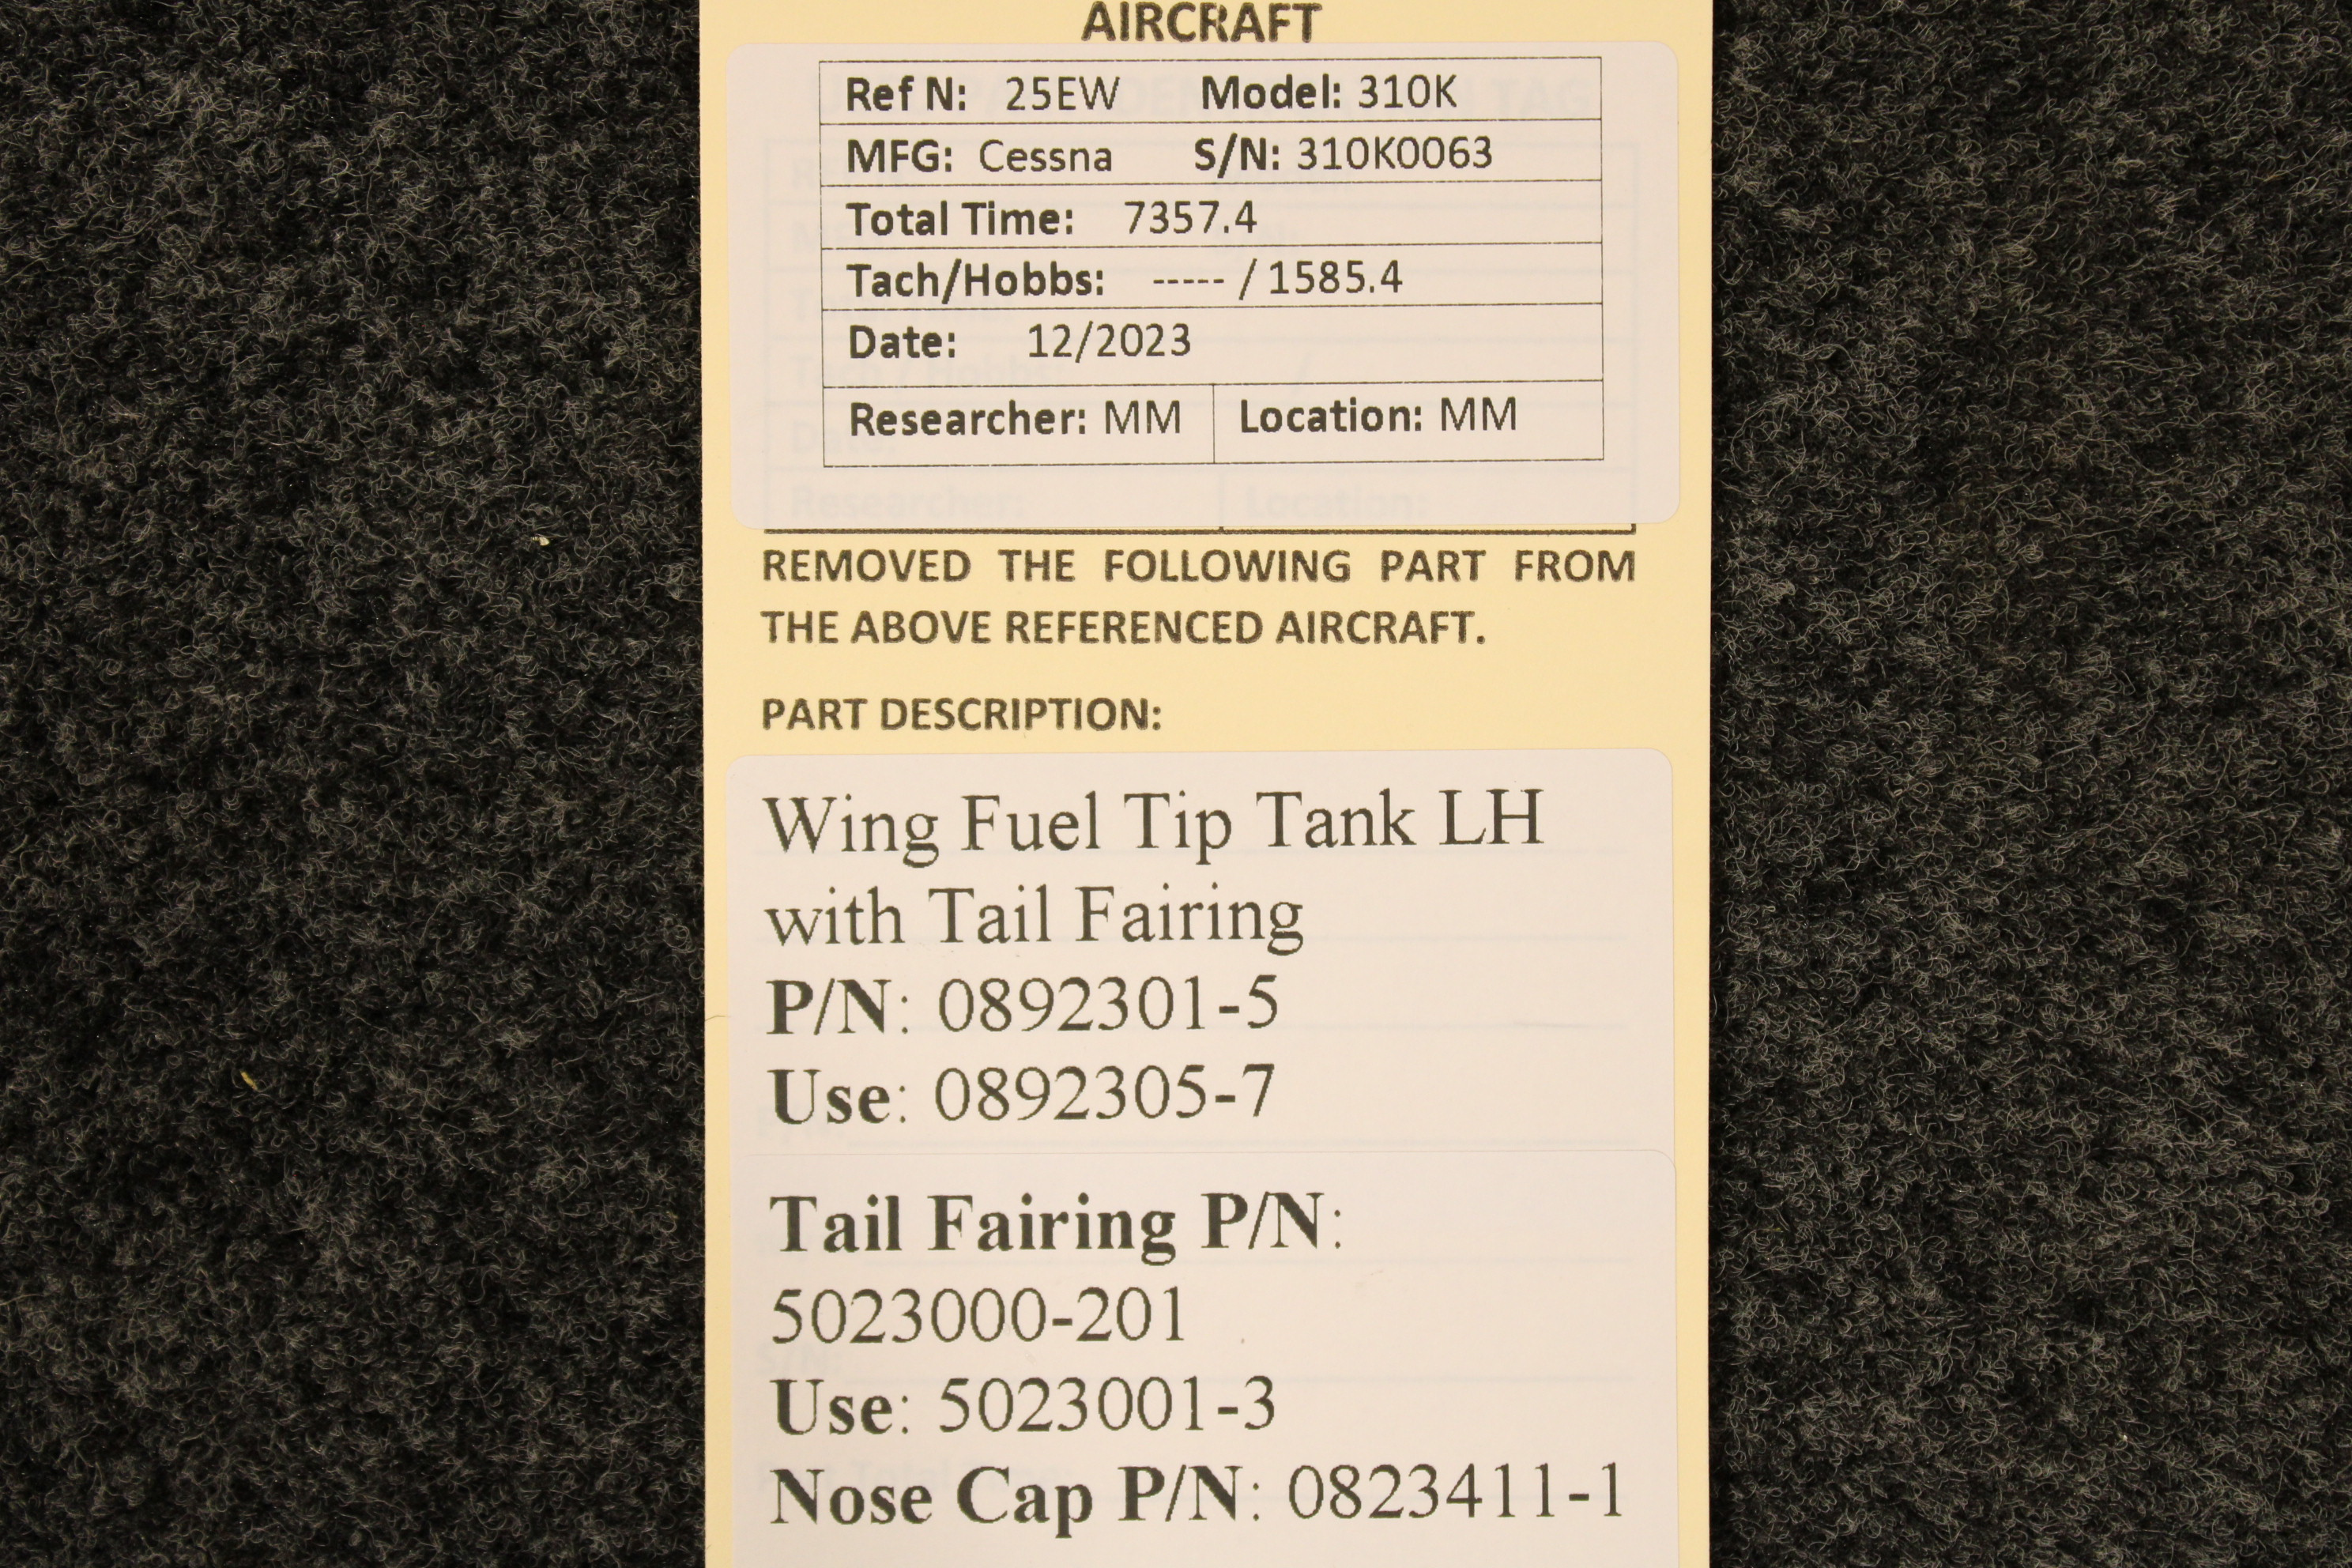 AIRCRAFT
Ref N: 25EW Model: 310K
MFG: Cessna S/N: 310K0063
Total Time: 7357.4
Tach/Hobbs: ----- / 1585.4
Date: 12/2023
Researcher: MM Location: MM
Researcher: Location:
REMOVED THE FOLLOWING PART FROM
THE ABOVE REFERENCED AIRCRAFT.
PART DESCRIPTION:
Wing Fuel Tip Tank LH
with Tail Fairing
P/N: 0892301-5
Use: 0892305-7
Tail Fairing P/N:
5023000-201
S/N:
Use: 5023001-3
Nose Cap P/N: 0823411-1